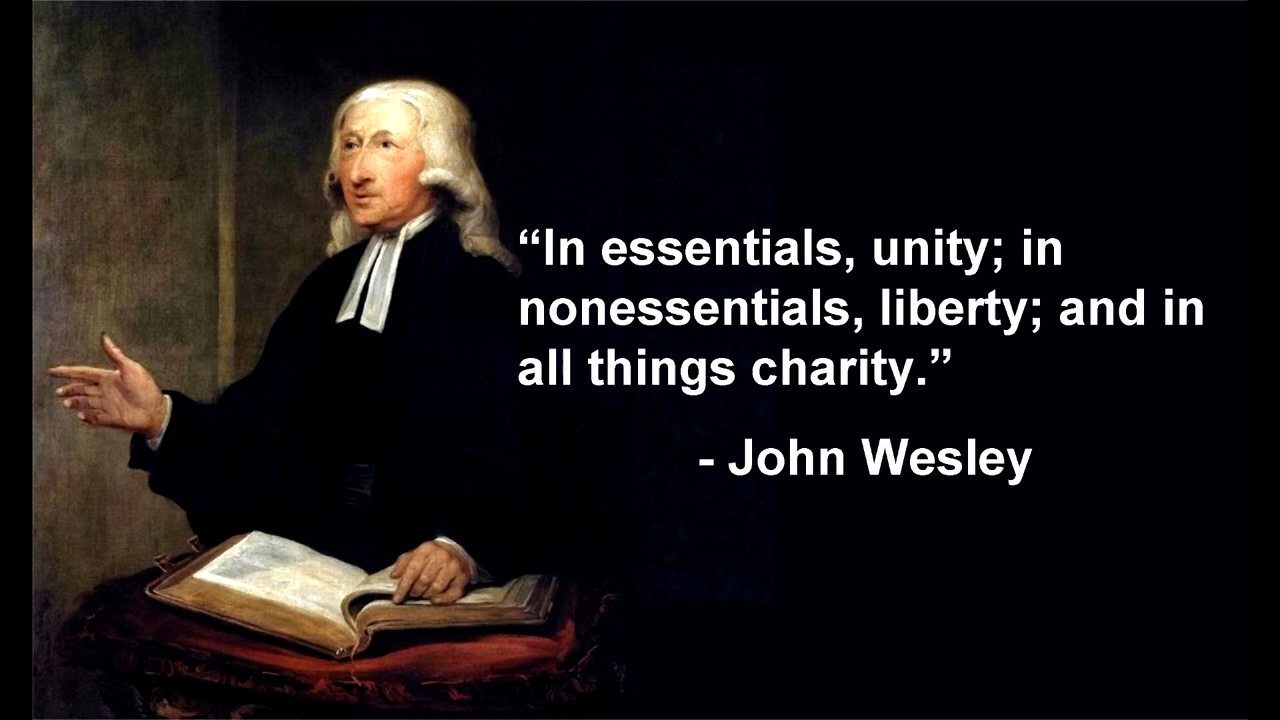 “In essentials, unity; in
nonessentials, liberty; and in
all things charity.”
- John Wesley